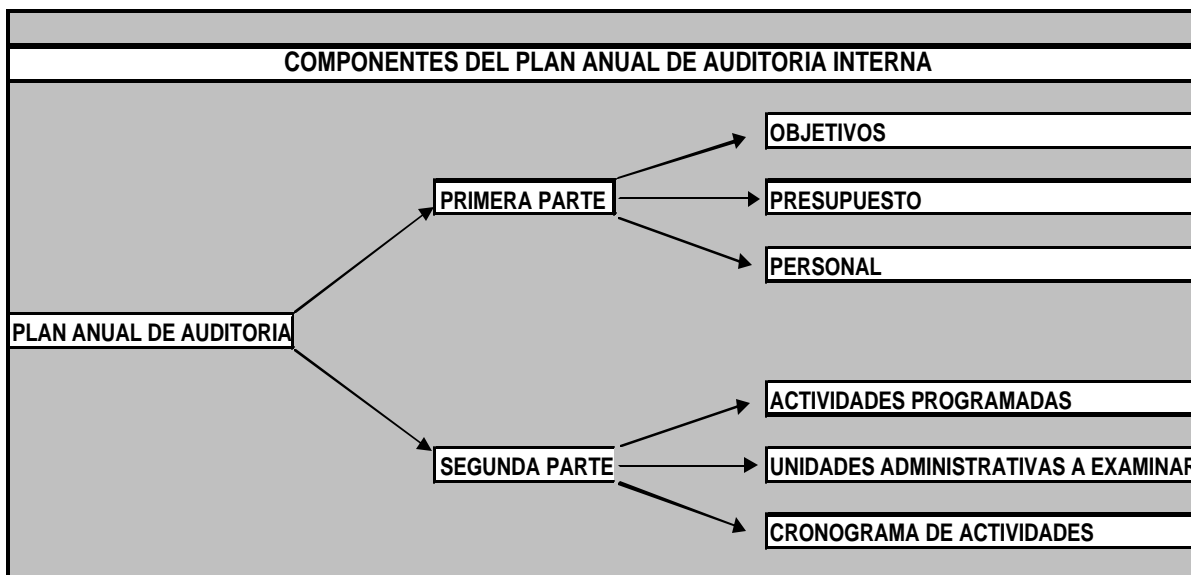 COMPONENTES DEL PLAN ANUAL DE AUDITORIA INTERNA
OBJETIVOS
PRIMERA PARTE
PRESUPUESTO
PERSONAL
PLAN ANUAL DE AUDITORIA
ACTIVIDADES PROGRAMADAS
SEGUNDA PARTE
UNIDADES ADMINISTRATIVAS A EXAMINAR
CRONOGRAMA DE ACTIVIDADES